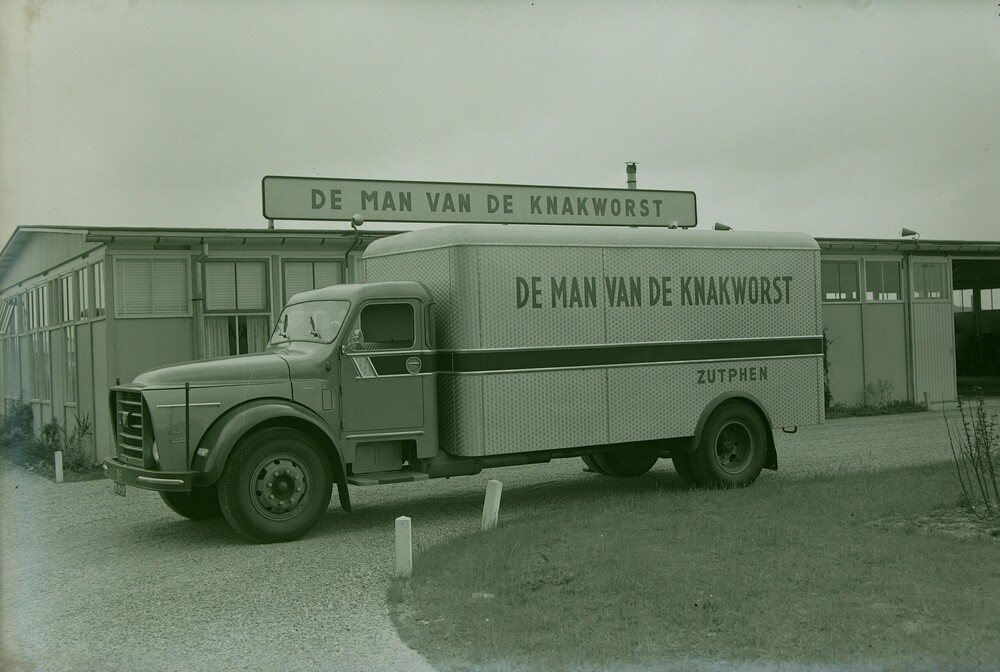 DE MAN VAN DE KNAKWORST
DE MAN VAN DE KNAKWORST
ZUTPHEN